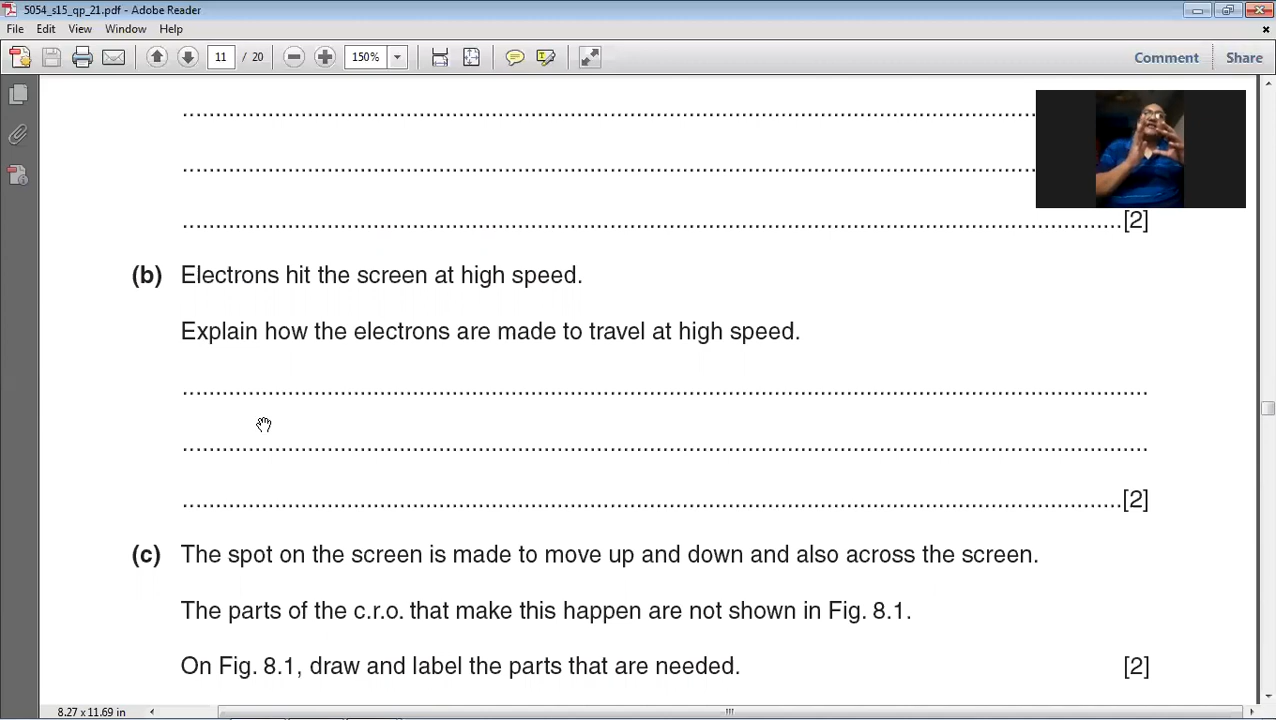 5054_s15_qp_21.pdf - Adobe Reader
File Edit View Window Help
11 / 20 150% Comment Share
[2]
(b) Electrons hit the screen at high speed.
Explain how the electrons are made to travel at high speed.
[2]
(c) The spot on the screen is made to move up and down and also across the screen.
The parts of the c.r.o. that make this happen are not shown in Fig. 8.1.
On Fig. 8.1, draw and label the parts that are needed. [2]
8.27 x 11.69 in